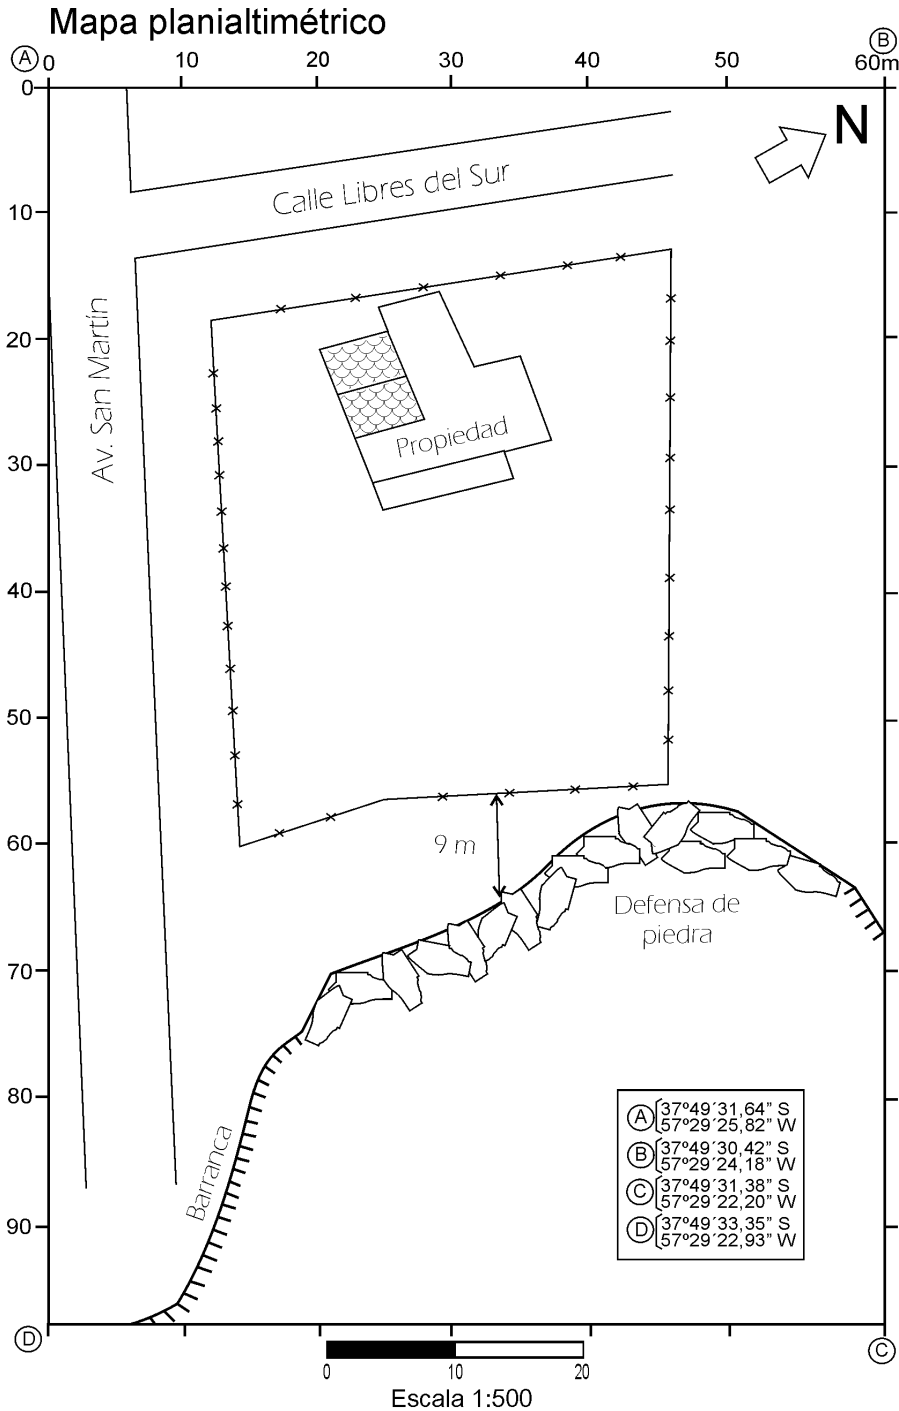 Mapa planialtimétrico
A 0 10 20 30 40 50 60m B
0
N
Calle Libres del Sur
10
20
Av. San Martín
30
Propiedad
40
50
60
9 m
Defensa de
piedra
70
80
A 37º49´31,64” S
57º29´25,82” W
B 37º49´30,42” S
57º29´24,18” W
C 37º49´31,38” S
57º29´22,20” W
D 37º49´33,35” S
57º29´22,93” W
Barranca
90
D
C
0 10 20
Escala 1:500